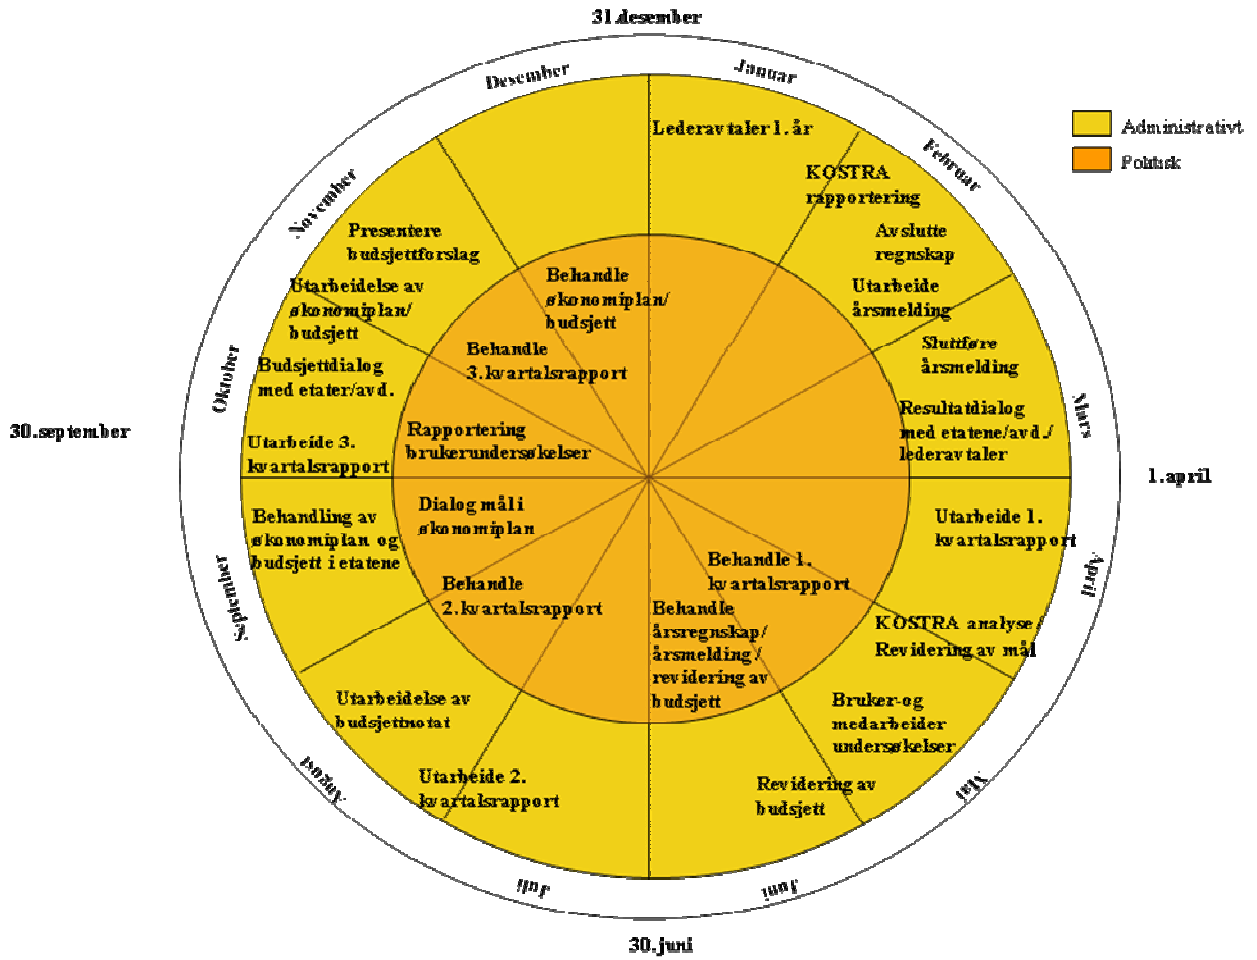 31.desember
Januar
Februar
Mars
April
Mai
Juni
Juli
August
September
Oktober
November
Desember
1.april
30.juni
30.september
Administrativt
Politisk
Lederavtaler 1. år
KOSTRA
rapportering
Avslutte
regnskap
Utarbeide
årsmelding
Sluttføre
årsmelding
Resultatdialog
med etatene/avd./
lederavtaler
Utarbeide 1.
kvartalsrapport
KOSTRA analyse/
Revidering av mål
Bruker-og
medarbeider
undersøkelser
Revidering av
budsjett
Utarbeide 2.
kvartalsrapport
Utarbeidelse av
budsjettnotat
Behandling av
økonomiplan og
budsjett i etatene
Utarbeide 3.
kvartalsrapport
Budsjettdialog
med etater/avd.
Utarbeidelse av
økonomiplan/
budsjett
Presentere
budsjettforslag
Behandle
økonomiplan/
budsjett
Behandle
3.kvartalsrapport
Rapportering
brukerundersøkelser
Dialog mål i
økonomiplan
Behandle
2.kvartalsrapport
Behandle 1.
kvartalsrapport
Behandle
årsregnskap/
årsmelding/
revidering av
budsjett